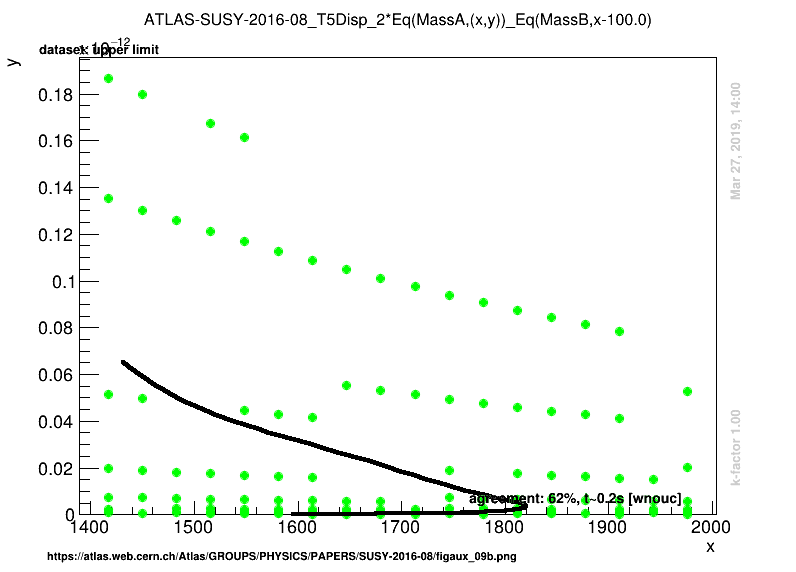 ATLAS-SUSY-2016-08_T5Disp_2*Eq(MassA,(x,y))_Eq(MassB,x-100.0)
×10⁻¹²
dataset: upper limit
y
0.18
0.16
0.14
0.12
0.1
0.08
0.06
0.04
0.02
0
1400 1500 1600 1700 1800 1900 2000
x
agreement: 62%, t~0.2s [wnouc]
Mar 27, 2019, 14:00
k-factor 1.00
https://atlas.web.cern.ch/Atlas/GROUPS/PHYSICS/PAPERS/SUSY-2016-08/figaux_09b.png